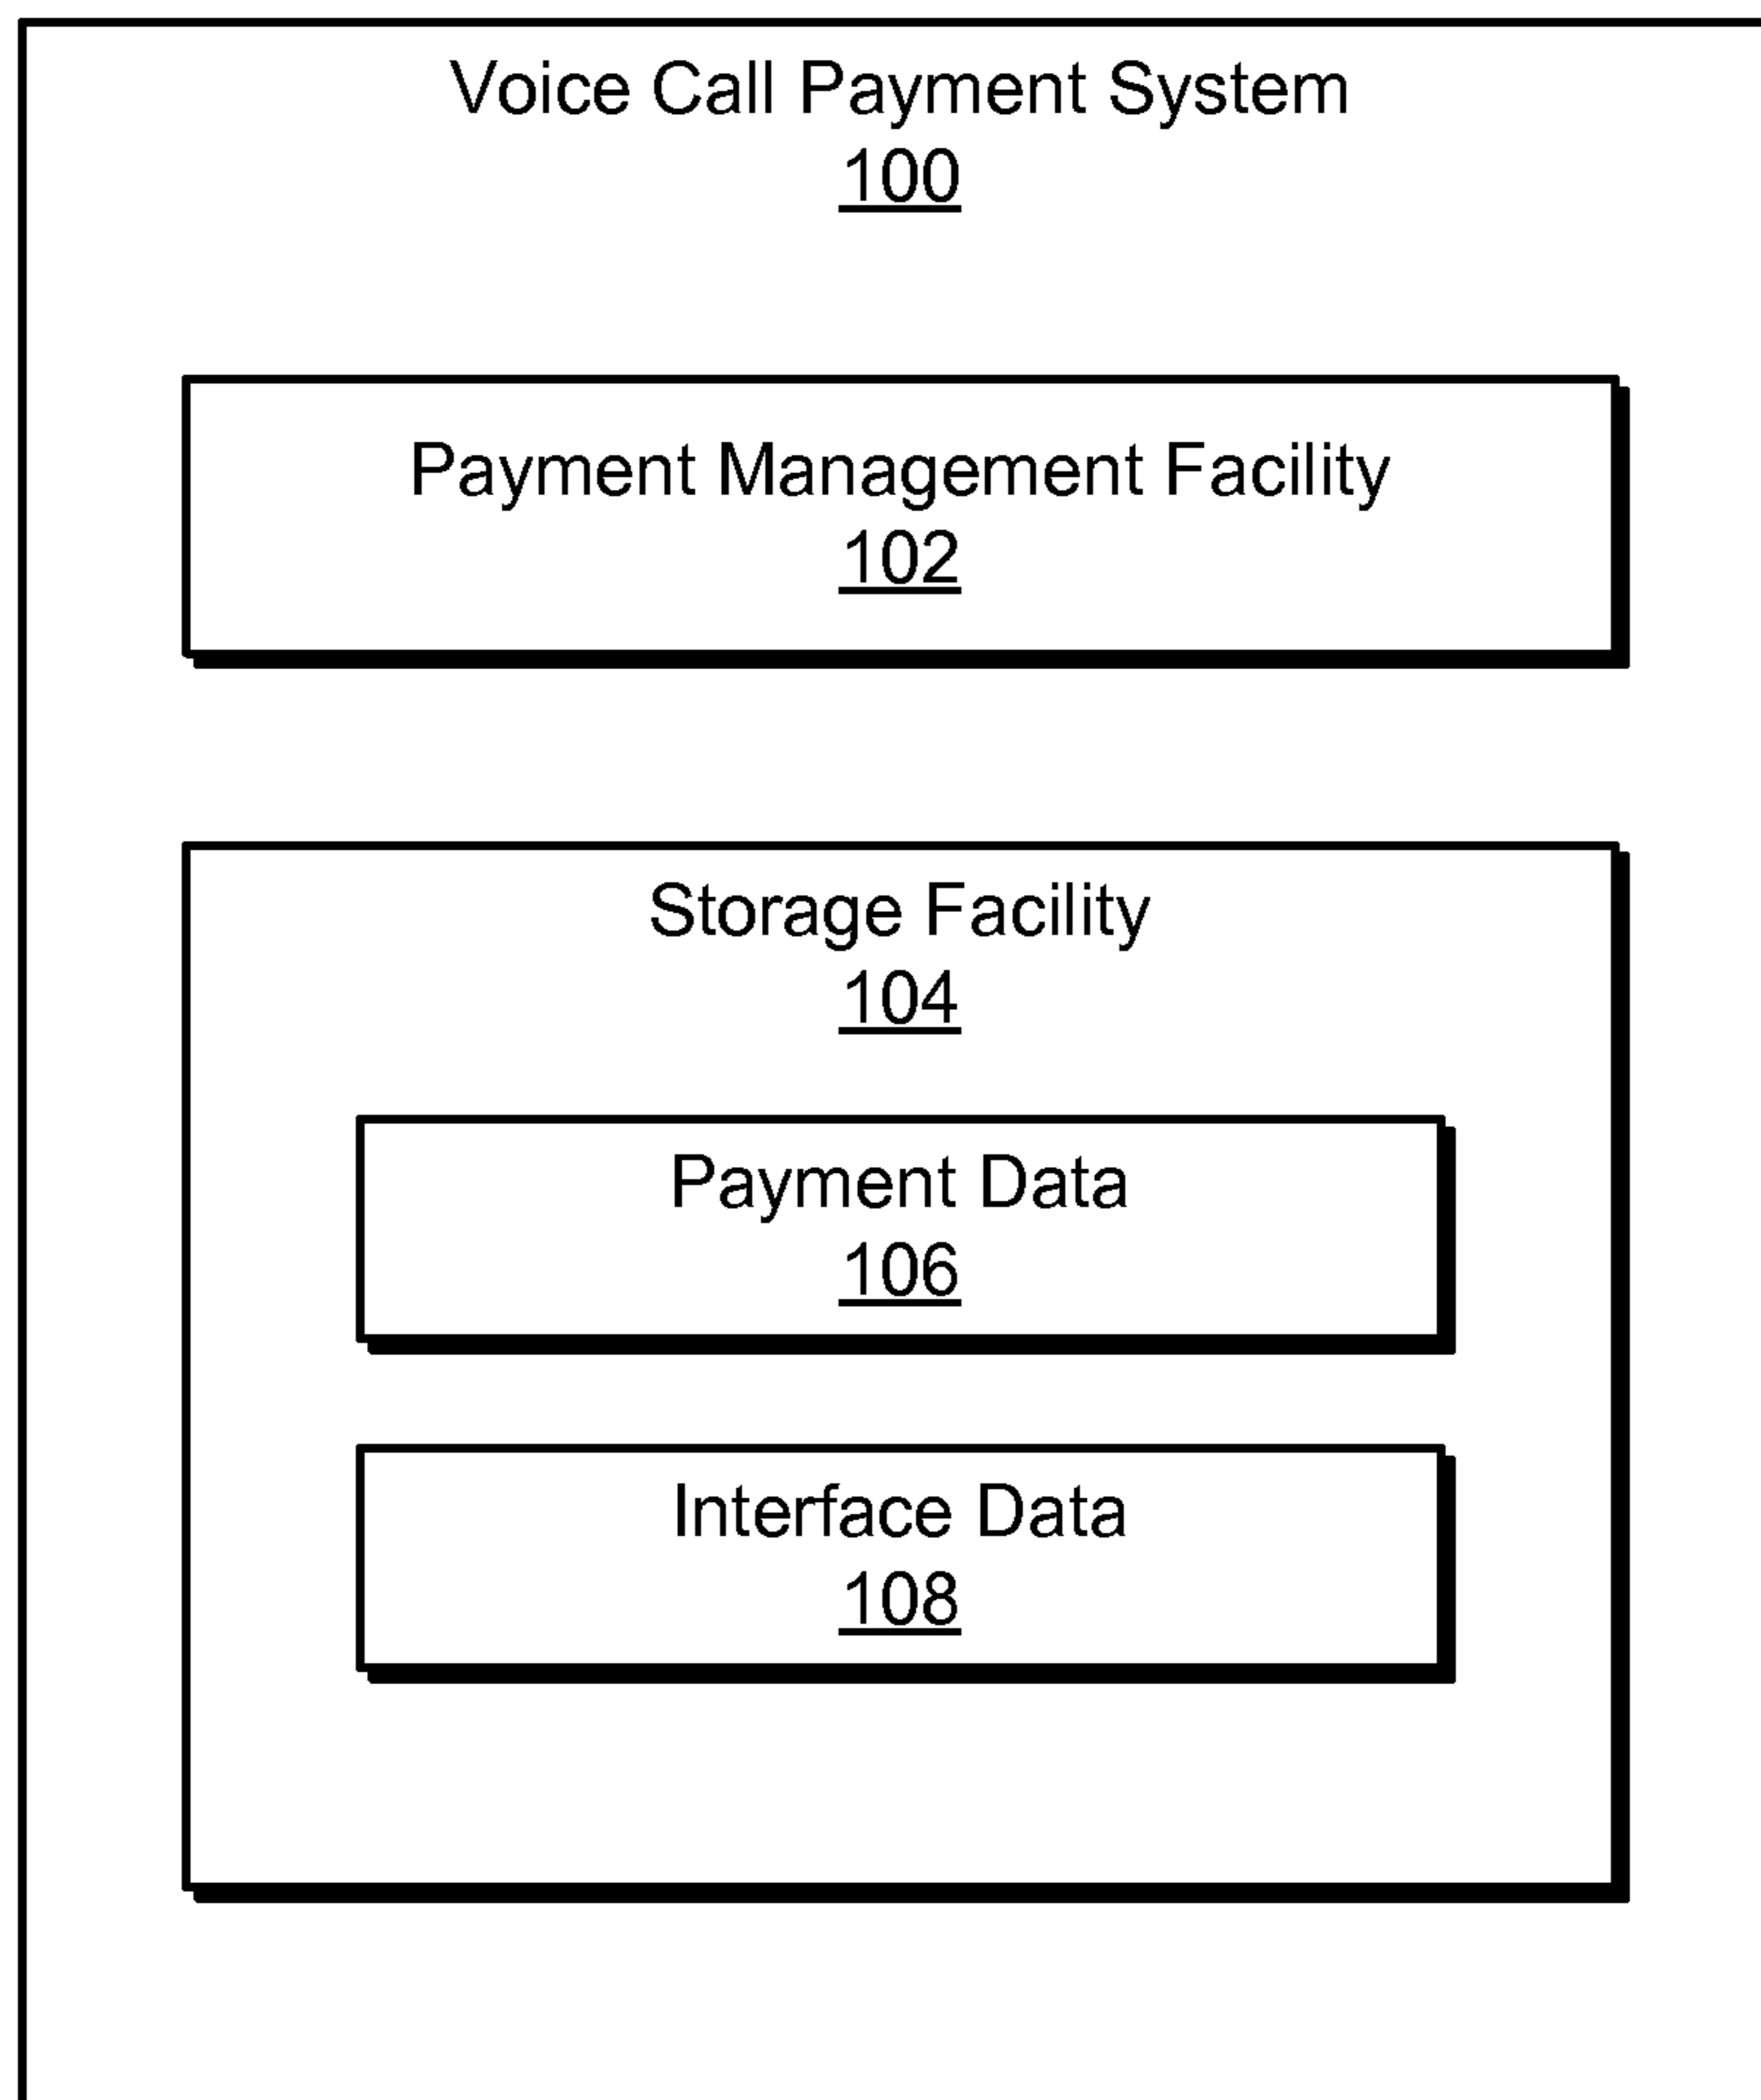 Voice Call Payment System
100
Payment Management Facility
102
Storage Facility
104
Payment Data
106
Interface Data
108